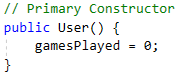 // Primary Constructor
public User() {
    gamesPlayed = 0;
}